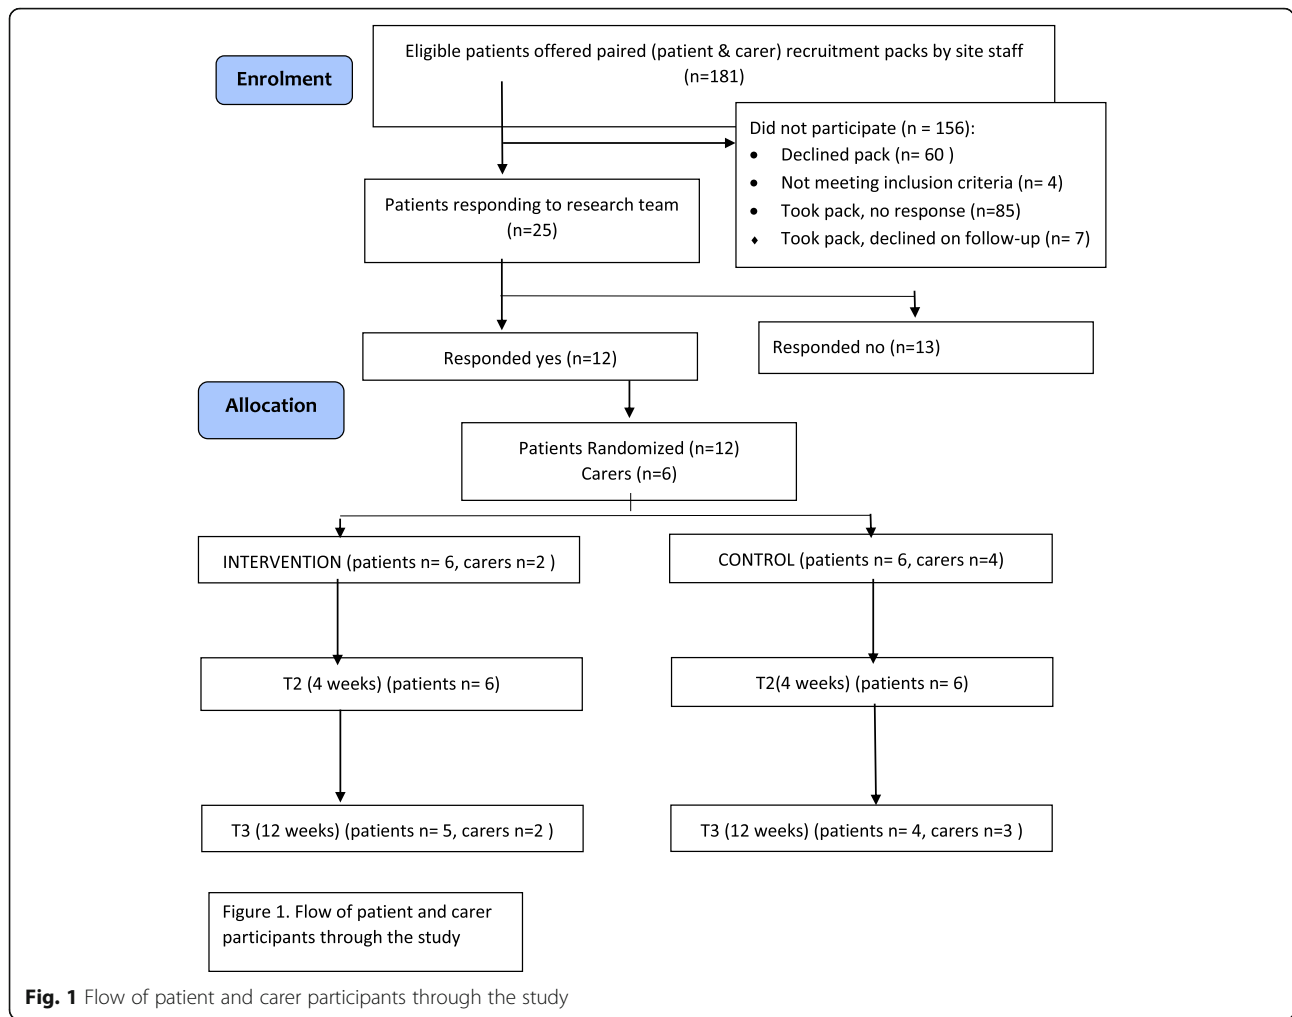 Enrolment
Eligible patients offered paired (patient & carer) recruitment packs by site staff
(n=181)
Did not participate (n = 156):
• Declined pack (n= 60 )
• Not meeting inclusion criteria (n= 4)
• Took pack, no response (n=85)
♦ Took pack, declined on follow-up (n= 7)
Patients responding to research team
(n=25)
Responded yes (n=12)
Responded no (n=13)
Allocation
Patients Randomized (n=12)
Carers (n=6)
INTERVENTION (patients n= 6, carers n=2 )
CONTROL (patients n= 6, carers n=4)
T2 (4 weeks) (patients n= 6)
T2(4 weeks) (patients n= 6)
T3 (12 weeks) (patients n= 5, carers n=2 )
T3 (12 weeks) (patients n= 4, carers n=3 )
Figure 1. Flow of patient and carer
participants through the study
Fig. 1 Flow of patient and carer participants through the study